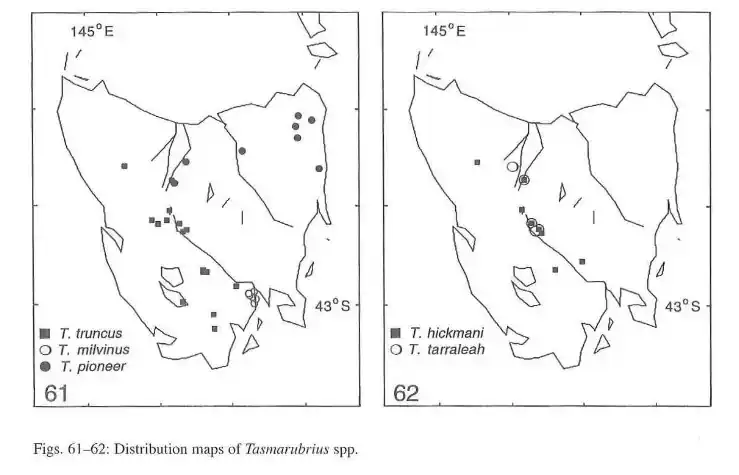 145°E
43°S
T. truncus
T. milvinus
T. pioneer
61
145°E
43°S
T. hickmani
T. tarraleah
62
Figs. 61–62: Distribution maps of Tasmarubrius spp.